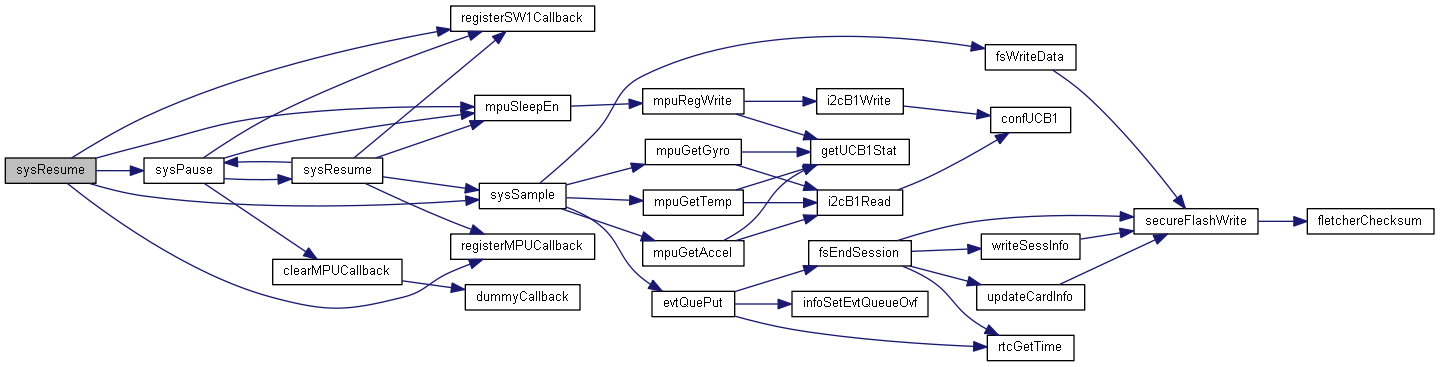 registerSW1Callback
fsWriteData
mpuSleepEn
mpuRegWrite
i2cB1Write
confUCB1
mpuGetGyro
getUCB1Stat
sysResume
sysPause
sysResume
sysSample
mpuGetTemp
i2cB1Read
secureFlashWrite
fletcherChecksum
registerMPUCallback
mpuGetAccel
fsEndSession
writeSessInfo
clearMPUCallback
dummyCallback
evtQuePut
infoSetEvtQueueOvf
updateCardInfo
rtcGetTime